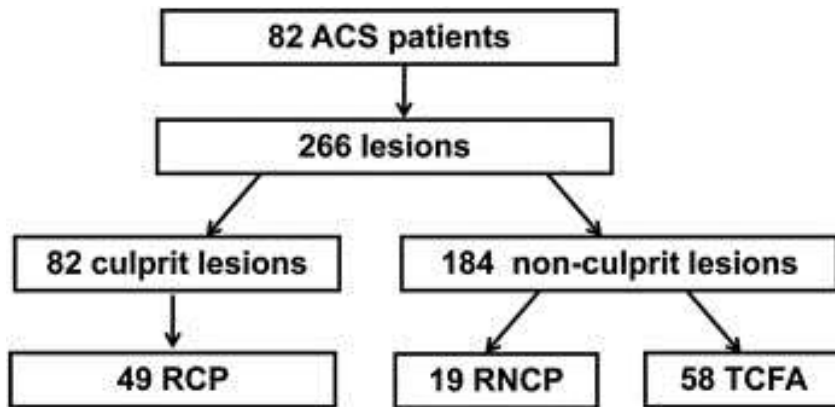 82 ACS patients
266 lesions
82 culprit lesions
184 non-culprit lesions
49 RCP
19 RNCP
58 TCFA